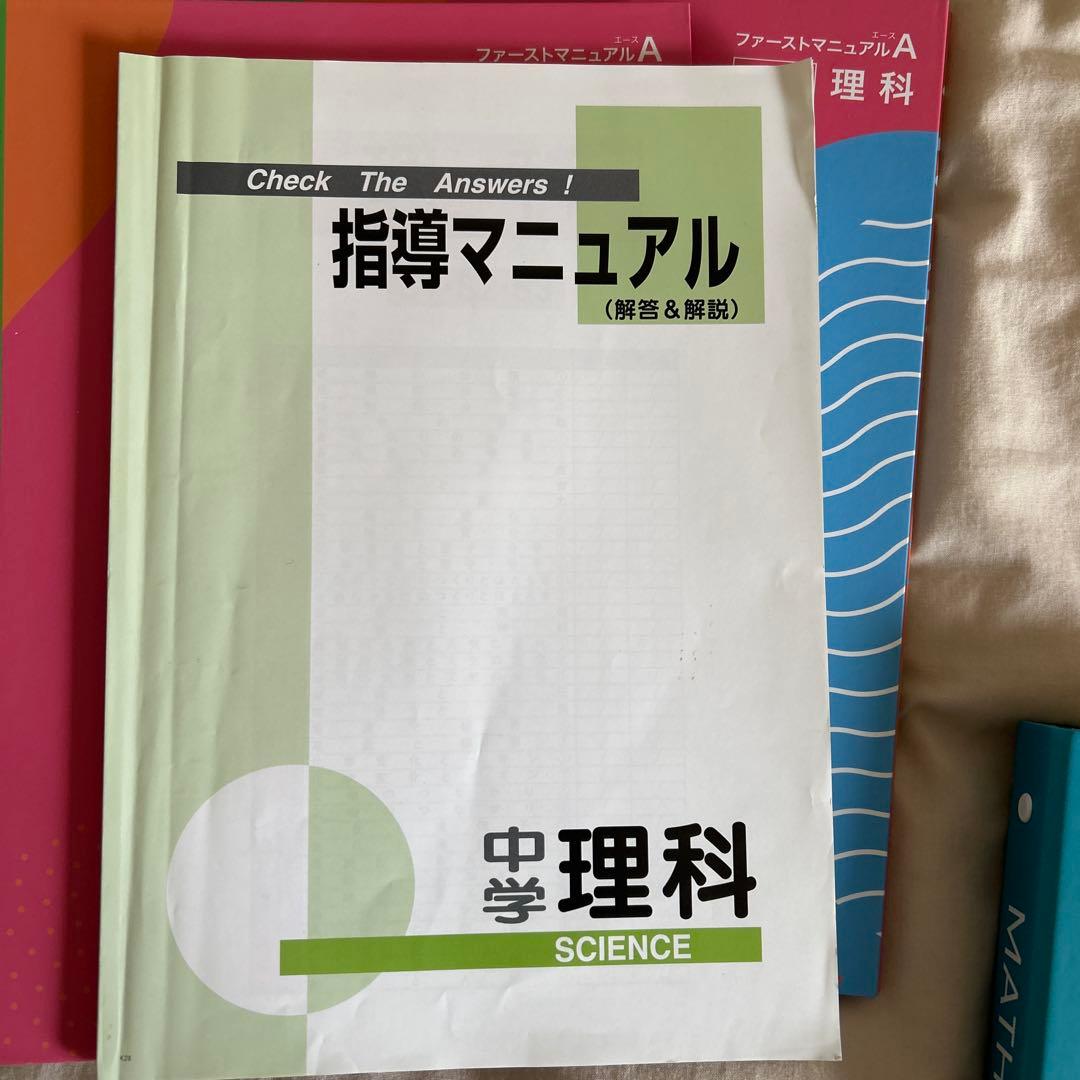 エース
ファーストマニュアルA
エース
ファーストマニュアルA
理科
Check The Answers !
指導マニュアル
（解答＆解説）
中学 理科
SCIENCE
K28
MATH